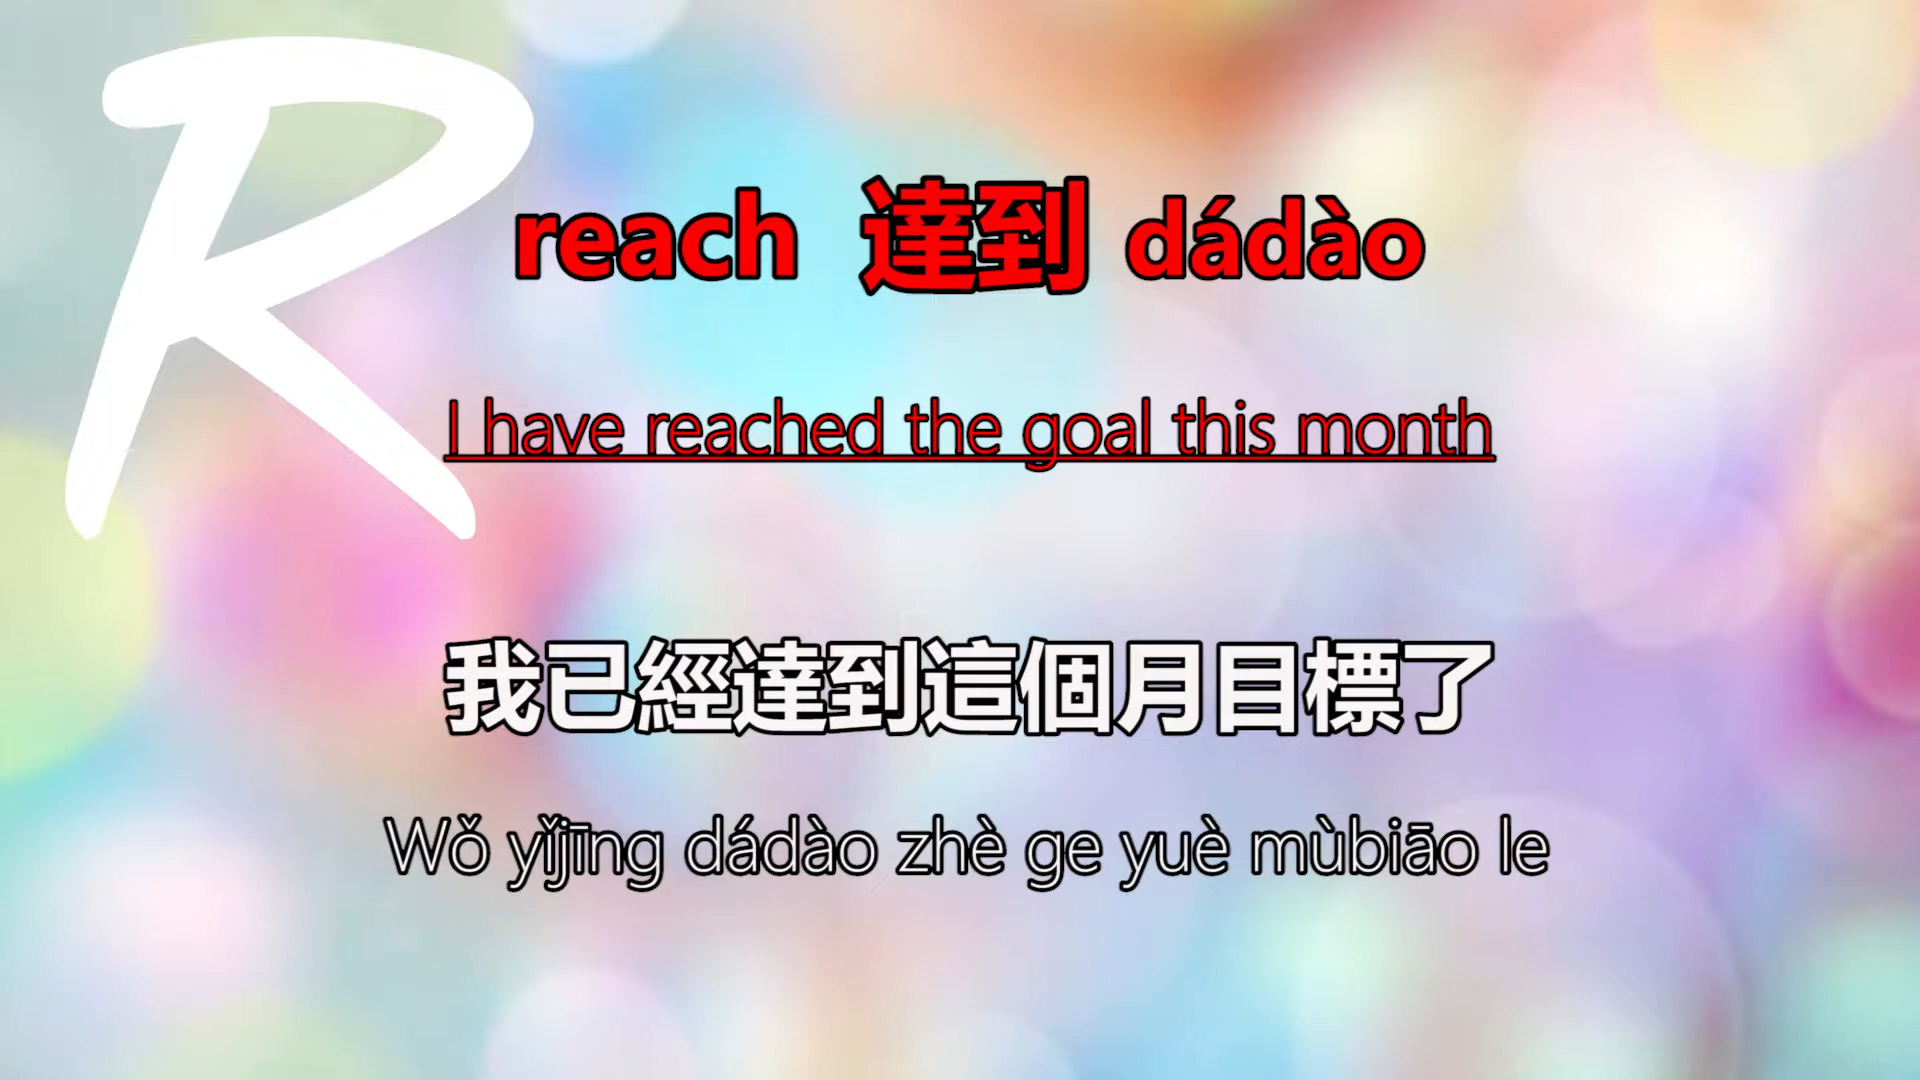 R
reach 達到 dádào
I have reached the goal this month
我已經達到這個月目標了
Wǒ yǐjīng dádào zhè ge yuè mùbiāo le